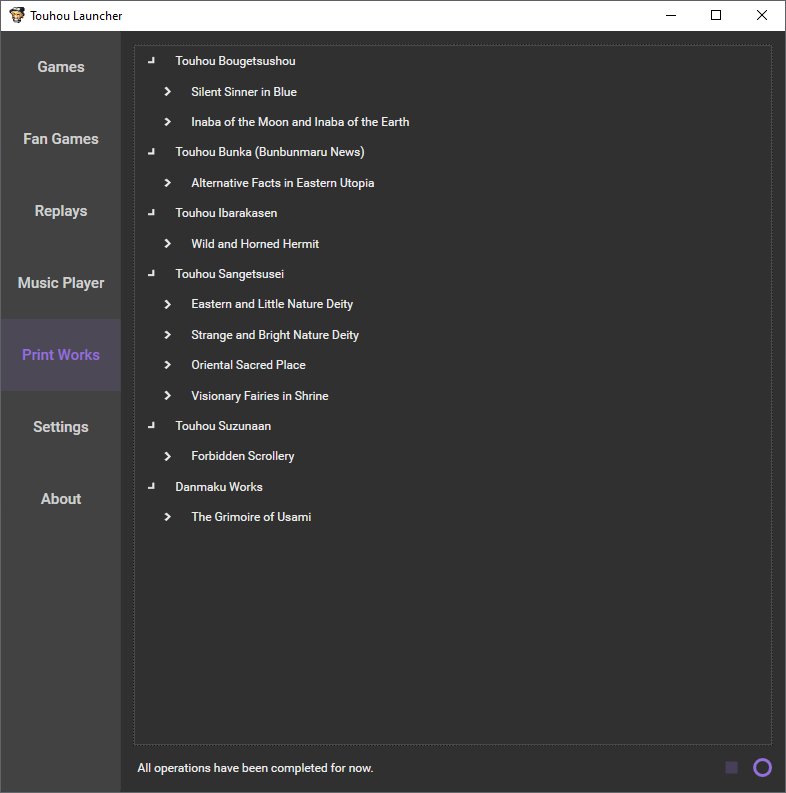 Touhou Launcher
Games
Fan Games
Replays
Music Player
Print Works
Settings
About
Touhou Bougetsushou
Silent Sinner in Blue
Inaba of the Moon and Inaba of the Earth
Touhou Bunka (Bunbunmaru News)
Alternative Facts in Eastern Utopia
Touhou Ibarakasen
Wild and Horned Hermit
Touhou Sangetsusei
Eastern and Little Nature Deity
Strange and Bright Nature Deity
Oriental Sacred Place
Visionary Fairies in Shrine
Touhou Suzunaan
Forbidden Scrollery
Danmaku Works
The Grimoire of Usami
All operations have been completed for now.